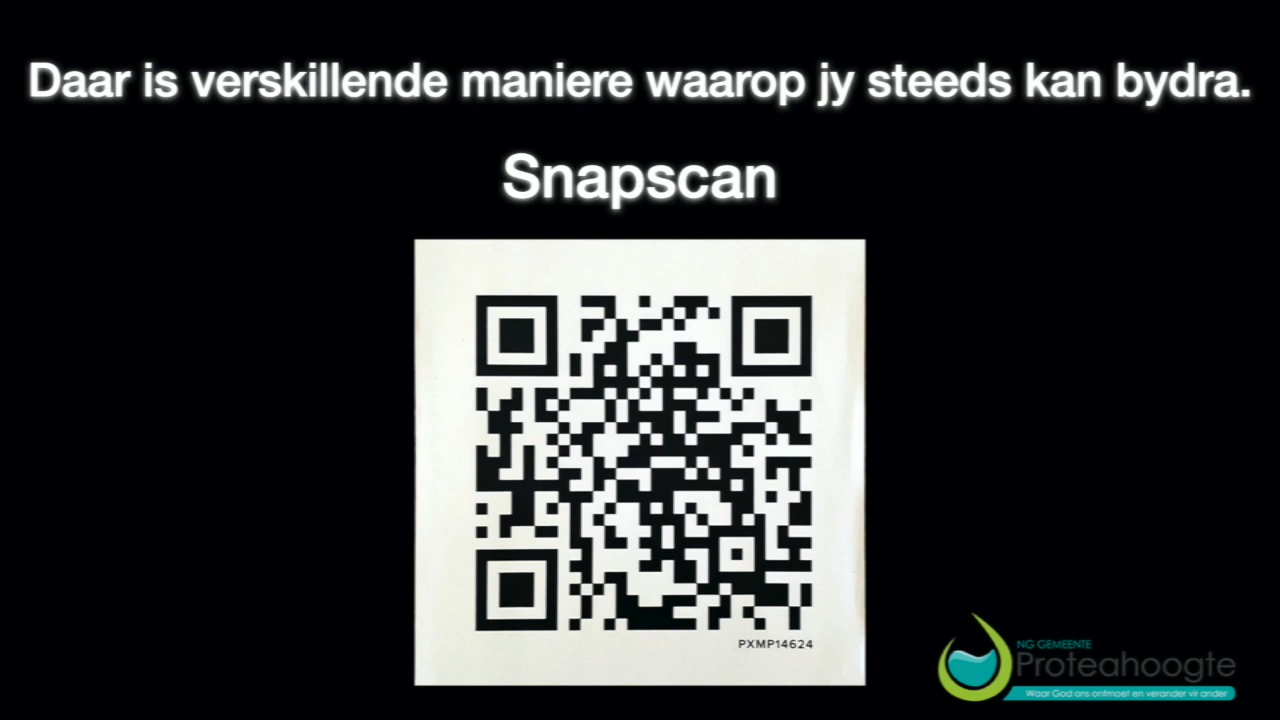 Daar is verskillende maniere waarop jy steeds kan bydra.
Snapscan
PXMP14624
NG GEMEENTE
Proteahoogte
Waar God ons ontmoet en verander vir ander